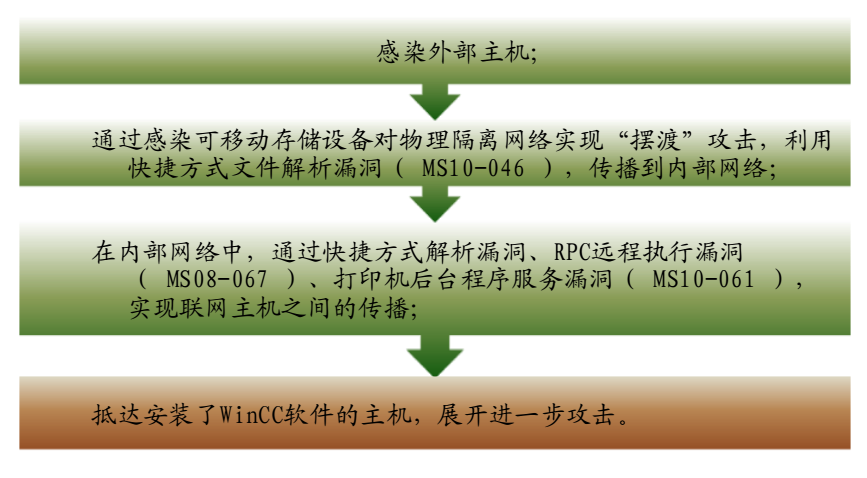 感染外部主机;
通过感染可移动存储设备对物理隔离网络实现“摆渡”攻击，利用
快捷方式文件解析漏洞（ MS10-046 ），传播到内部网络;
在内部网络中，通过快捷方式解析漏洞、RPC远程执行漏洞
（ MS08-067 ）、打印机后台程序服务漏洞（ MS10-061 ），
实现联网主机之间的传播;
抵达安装了WinCC软件的主机，展开进一步攻击。